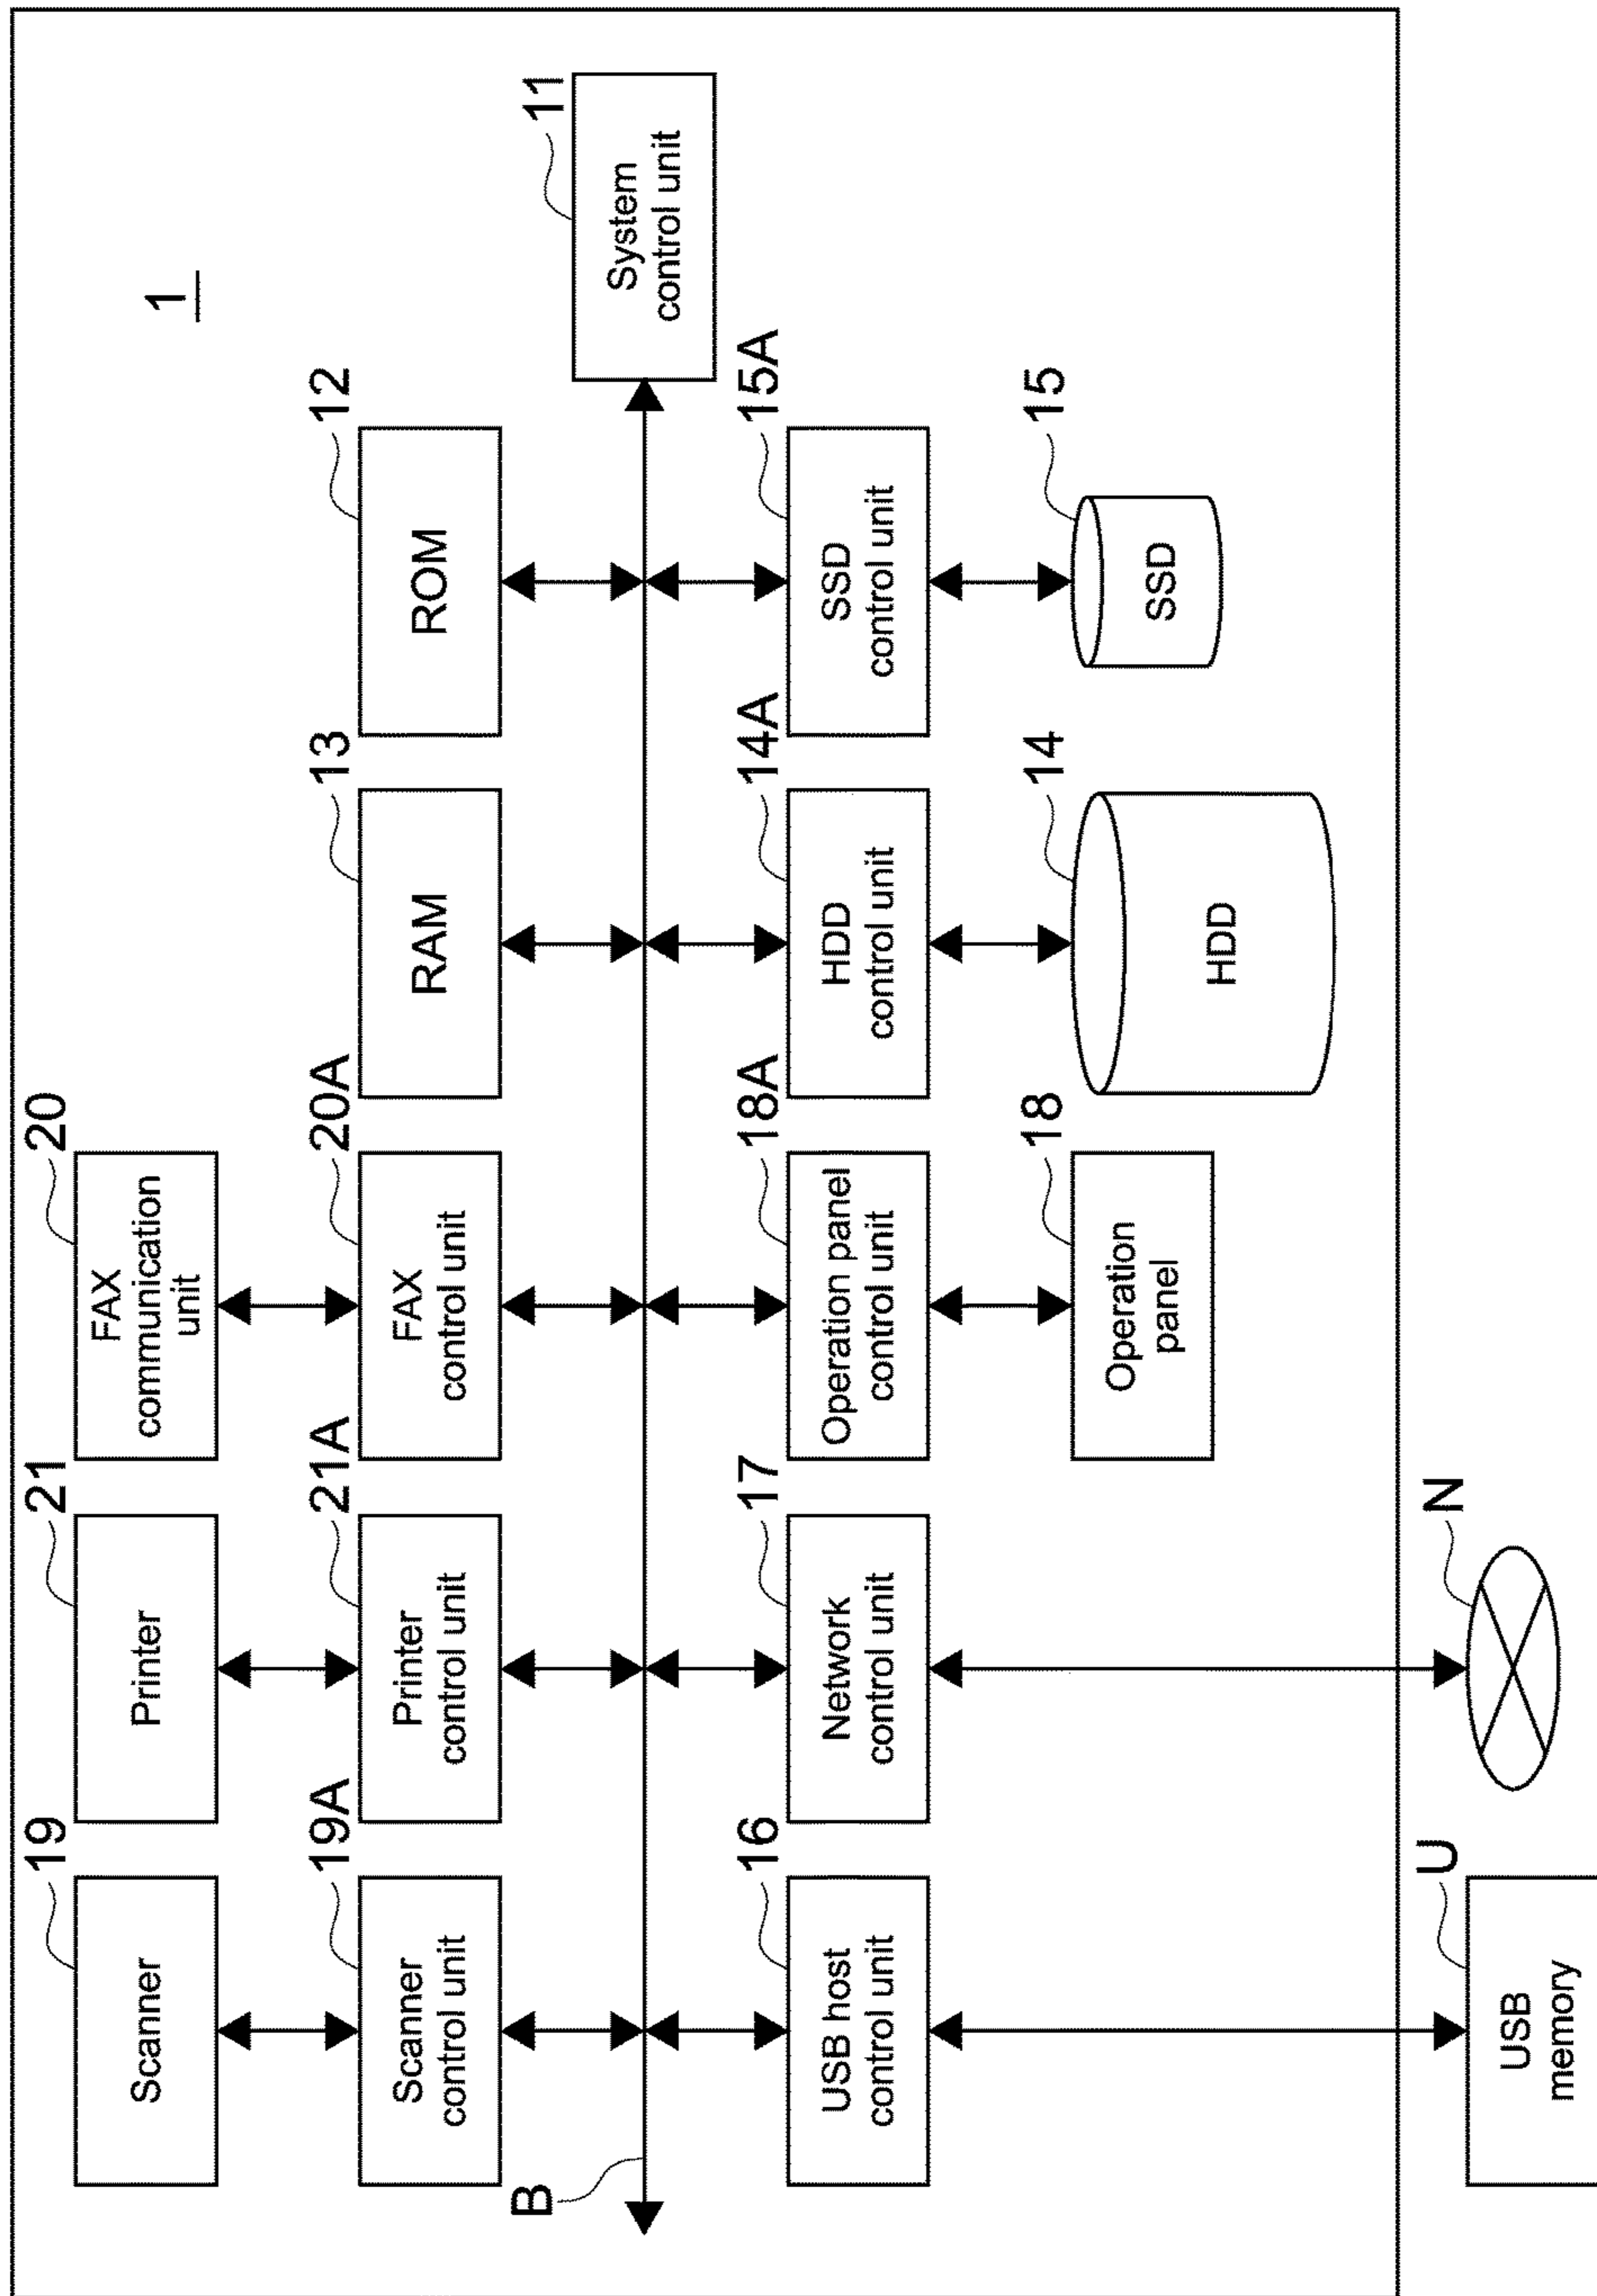 1
19
21
20
Scanner
Printer
FAX
communication
unit
19A
21A
20A
13
12
Scanner
control unit
Printer
control unit
FAX
control unit
RAM
ROM
B
11
System
control unit
16
17
18A
14A
15A
USB host
control unit
Network
control unit
Operation panel
control unit
HDD
control unit
SSD
control unit
18
14
15
Operation
panel
HDD
SSD
U
N
USB
memory